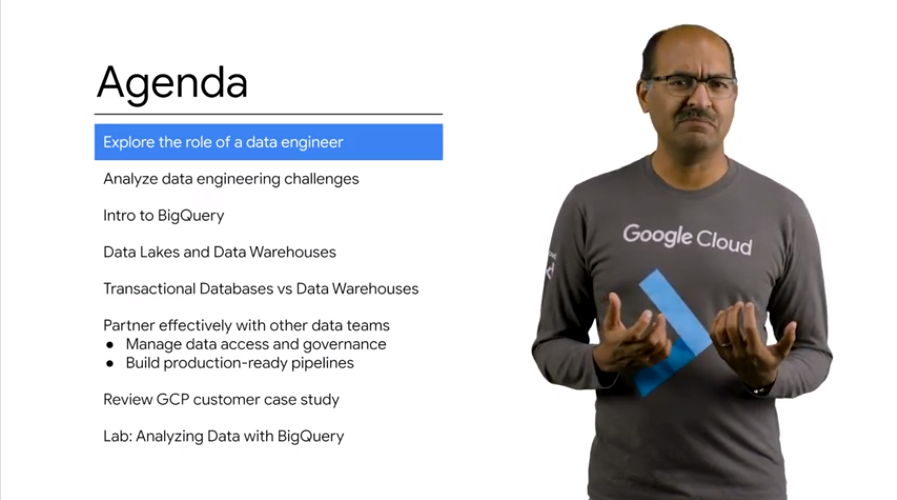 Agenda
Explore the role of a data engineer
Analyze data engineering challenges
Intro to BigQuery
Data Lakes and Data Warehouses
Transactional Databases vs Data Warehouses
Partner effectively with other data teams
● Manage data access and governance
● Build production-ready pipelines
Review GCP customer case study
Lab: Analyzing Data with BigQuery
Google Cloud